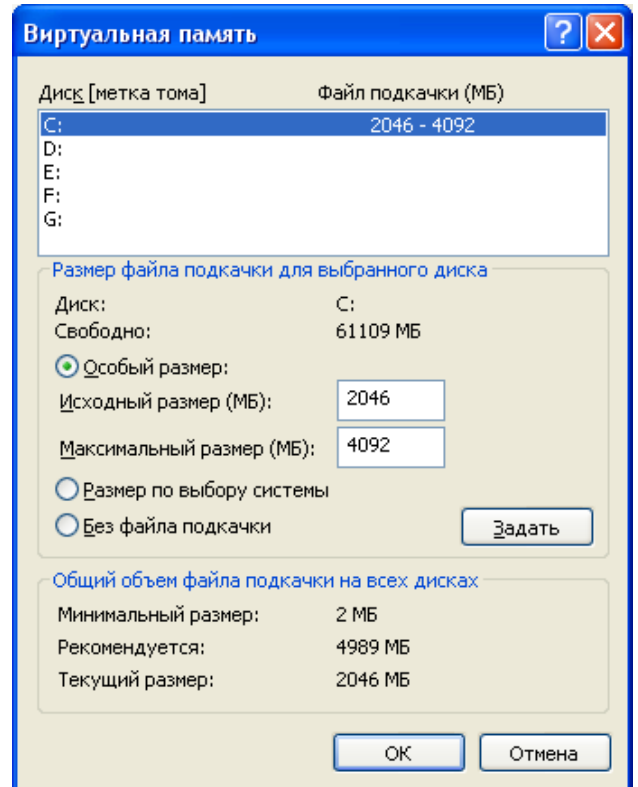 Виртуальная память
Диск [метка тома] Файл подкачки (МБ)
C: 2046 - 4092
D:
E:
F:
G:
Размер файла подкачки для выбранного диска
Диск: C:
Свободно: 61109 МБ
Особый размер:
Исходный размер (МБ): 2046
Максимальный размер (МБ): 4092
Размер по выбору системы
Без файла подкачки Задать
Общий объем файла подкачки на всех дисках
Минимальный размер: 2 МБ
Рекомендуется: 4989 МБ
Текущий размер: 2046 МБ
ОК Отмена